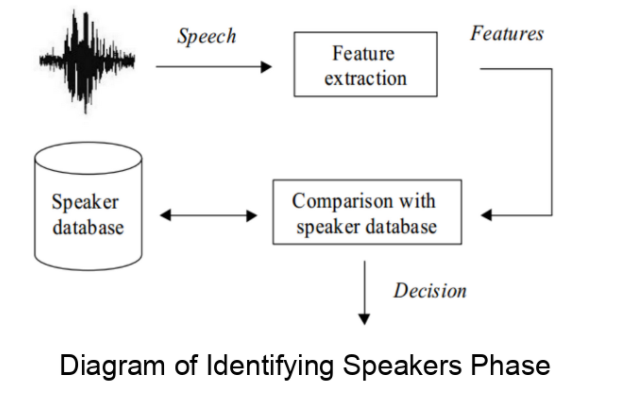 Speech
Feature
extraction
Features
Speaker
database
Comparison with
speaker database
Decision
Diagram of Identifying Speakers Phase